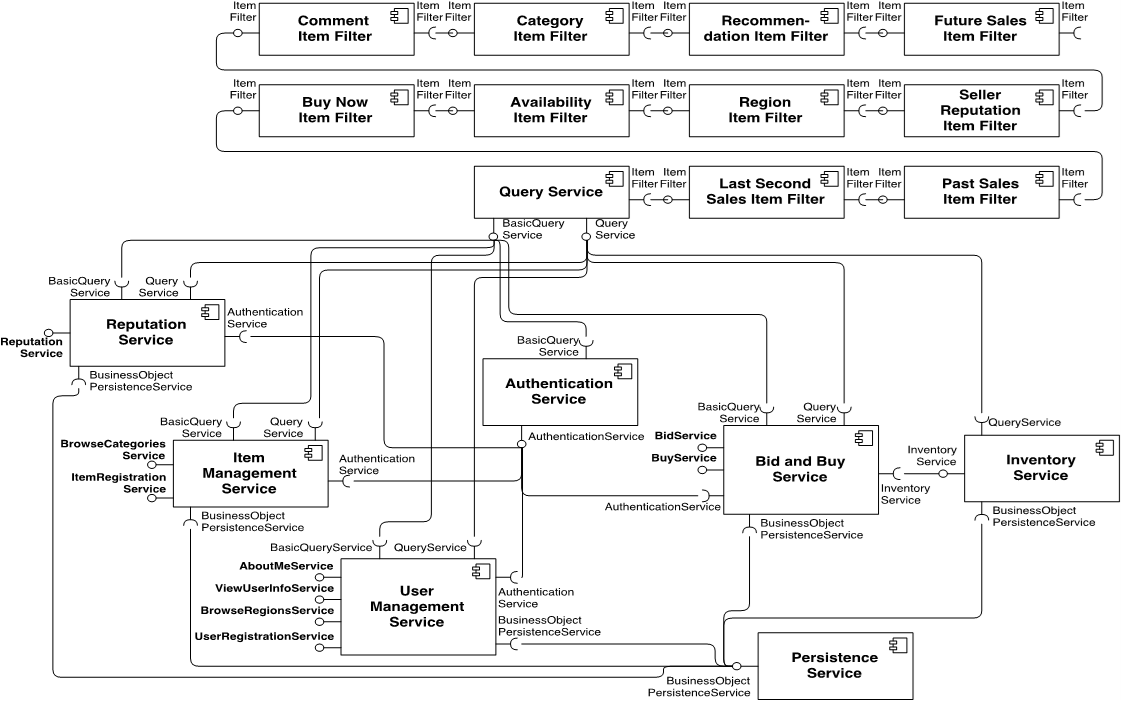 Item
Filter
Comment
Item Filter
Item
Filter
Item
Filter
Category
Item Filter
Item
Filter
Item
Filter
Recommen-
dation Item Filter
Item
Filter
Item
Filter
Future Sales
Item Filter
Item
Filter
Item
Filter
Buy Now
Item Filter
Item
Filter
Item
Filter
Availability
Item Filter
Item
Filter
Item
Filter
Region
Item Filter
Item
Filter
Item
Filter
Seller
Reputation
Item Filter
Item
Filter
Query Service
Item
Filter
Item
Filter
Last Second
Sales Item Filter
Item
Filter
Item
Filter
Past Sales
Item Filter
Item
Filter
BasicQuery
Service
Query
Service
BasicQuery
Service
Query
Service
Reputation
Service
Authentication
Service
Reputation
Service
BusinessObject
PersistenceService
BasicQuery
Service
Authentication
Service
AuthenticationService
BasicQuery
Service
Query
Service
BrowseCategories
Service
ItemRegistration
Service
Item
Management
Service
Authentication
Service
BusinessObject
PersistenceService
BasicQuery
Service
Query
Service
BidService
BuyService
Bid and Buy
Service
AuthenticationService
BusinessObject
PersistenceService
Inventory
Service
Inventory
Service
QueryService
Inventory
Service
BusinessObject
PersistenceService
BasicQueryService
QueryService
AboutMeService
ViewUserInfoService
BrowseRegionsService
UserRegistrationService
User
Management
Service
Authentication
Service
BusinessObject
PersistenceService
Persistence
Service
BusinessObject
PersistenceService